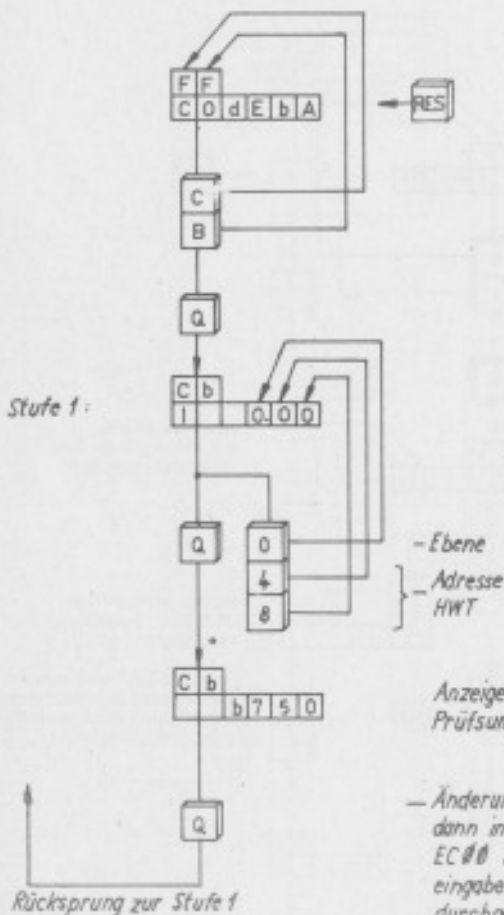 F F
C 0 d E b A
RES
C
B
Q
C b
Stufe 1:
1 0.0 0
Q
0
4
8
- Ebene
- Adresse
HWT
C b
b 7 5 0
Anzeige
- Änderu
dann in
Q
EC00
eingabe
Rücksprung zur Stufe 1